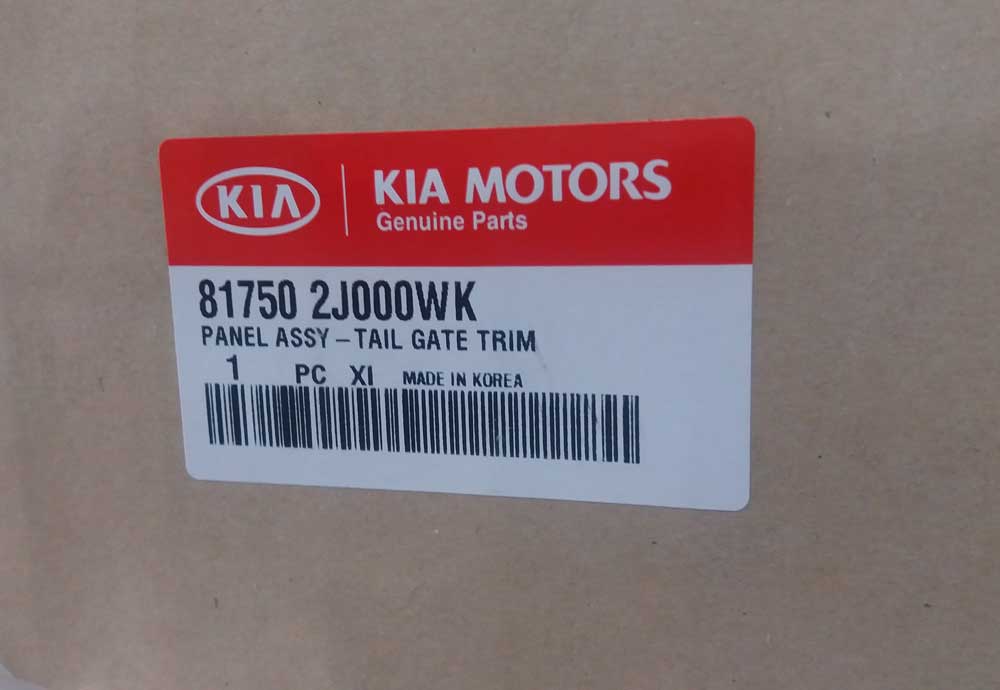 KIA
KIA MOTORS
Genuine Parts
81750 2J000WK
PANEL ASSY – TAIL GATE TRIM
1 PC XI MADE IN KOREA